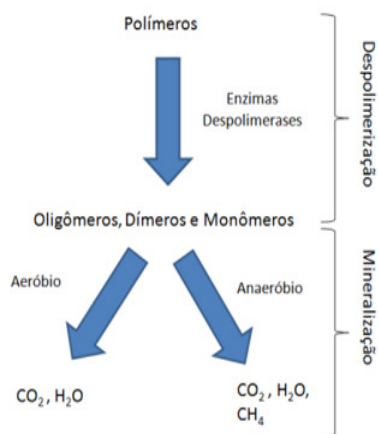 Polímeros
Enzimas
Despolimerases
Despolimerização
Oligômeros, Dímeros e Monômeros
Aeróbio
Anaeróbio
Mineralização
CO₂, H₂O
CO₂, H₂O,
CH₄